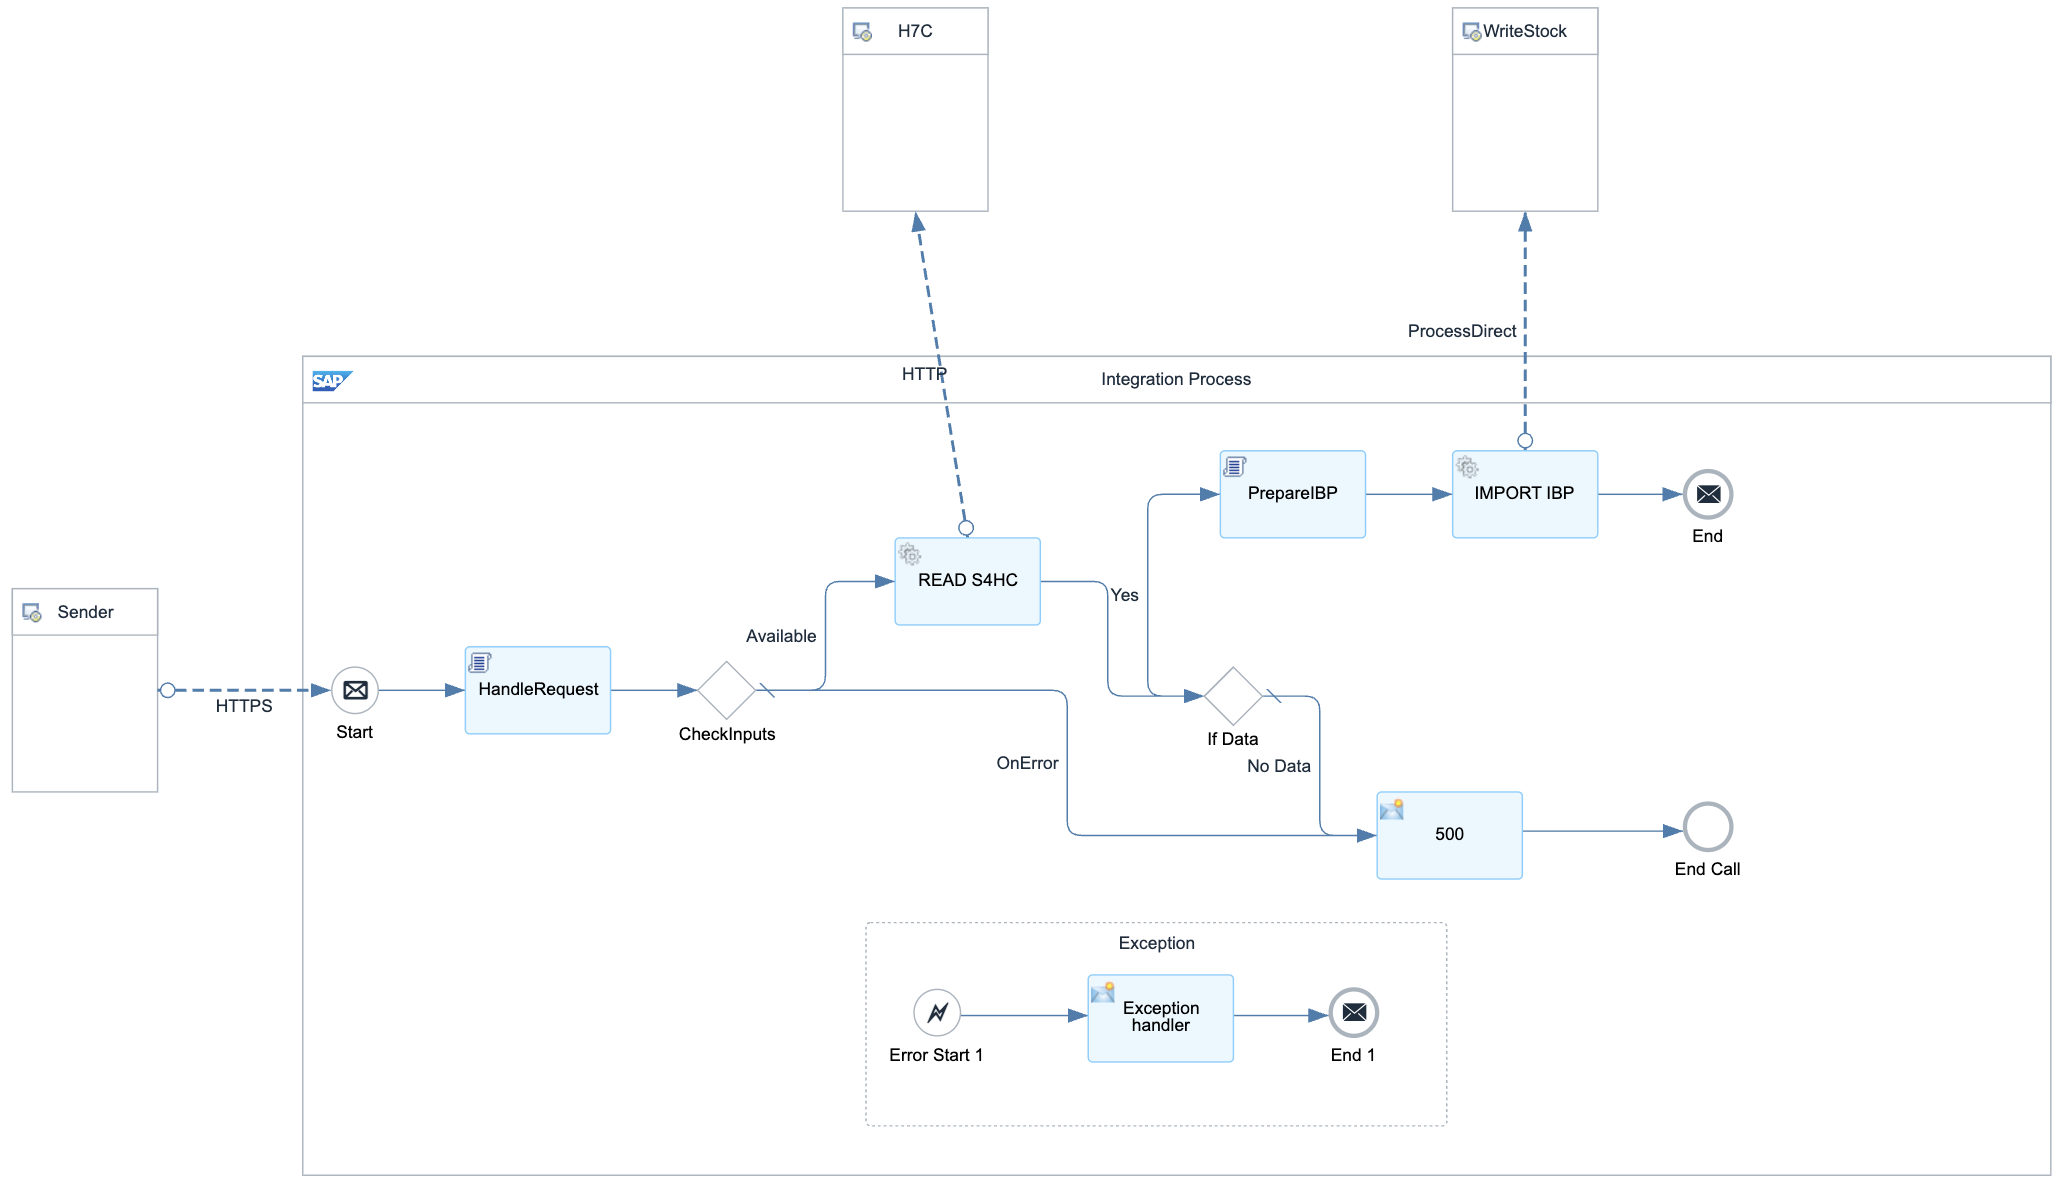 H7C
WriteStock
ProcessDirect
HTTP
SAP
Integration Process
PrepareIBP
IMPORT IBP
End
READ S4HC
Yes
Sender
Available
HandleRequest
HTTPS
Start
CheckInputs
If Data
OnError
No Data
500
End Call
Exception
Exception
handler
Error Start 1
End 1